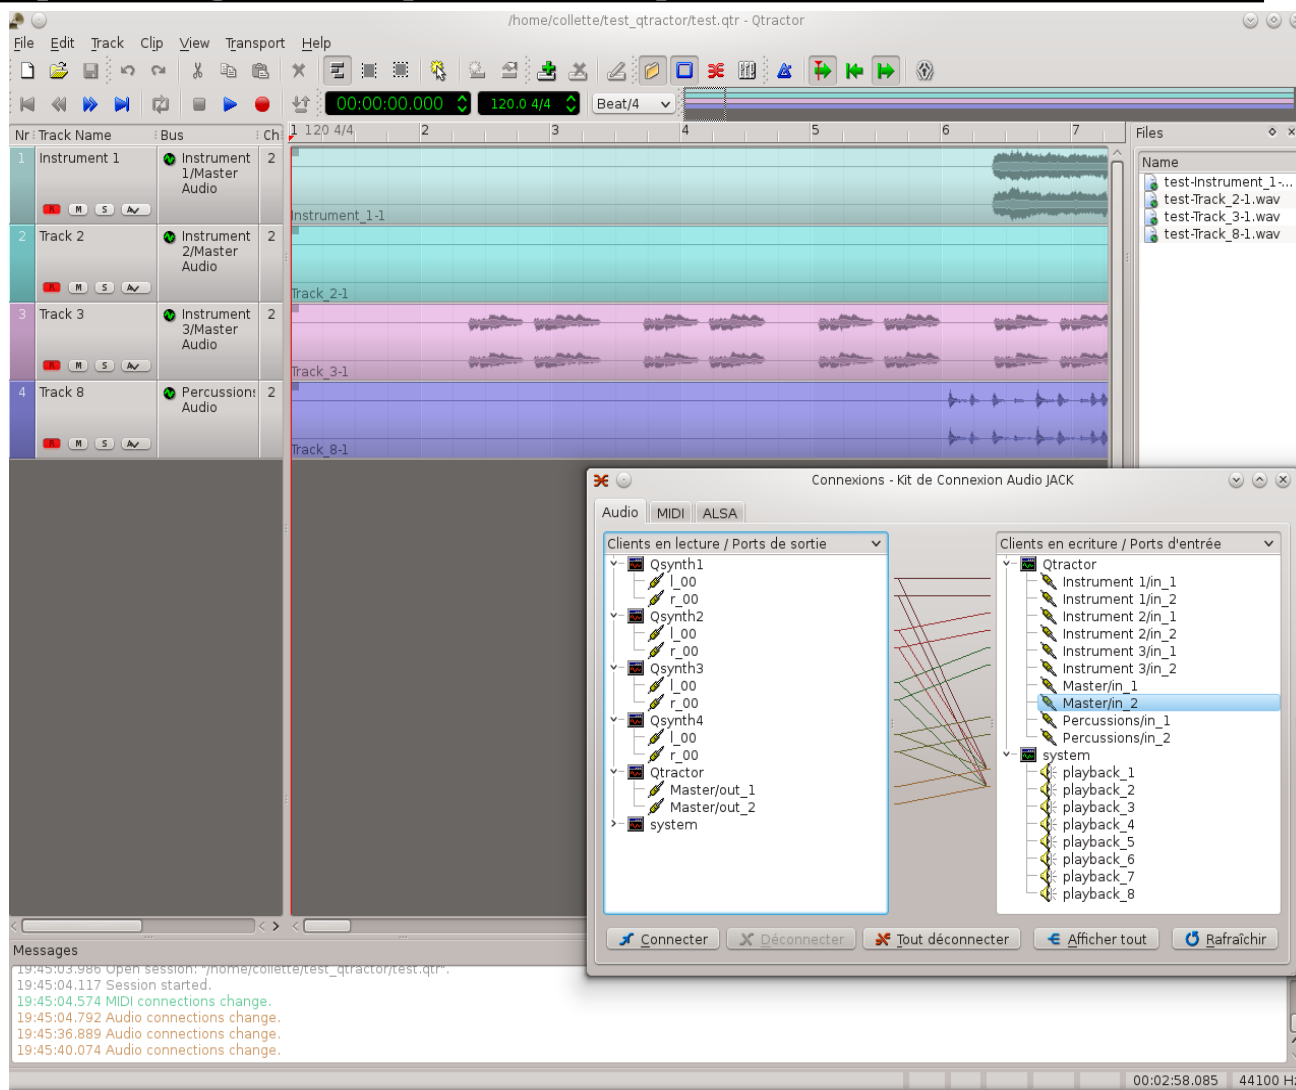 /home/collette/test_qtractor/test.qtr - Qtractor
File Edit Track Clip View Transport Help
00:00:00.000 120.0 4/4 Beat/4
Nr Track Name Bus Ch
1 120 4/4 2 3 4 5 6 7
Files
Name
test-Instrument_1-...
test-Track_2-1.wav
test-Track_3-1.wav
test-Track_8-1.wav
1 Instrument 1 Instrument 1/Master Audio 2
R M S A
Instrument_1-1
2 Track 2 Instrument 2/Master Audio 2
R M S A
Track_2-1
3 Track 3 Instrument 3/Master Audio 2
R M S A
Track_3-1
4 Track 8 Percussions Audio 2
R M S A
Track_8-1
Connexions - Kit de Connexion Audio JACK
Audio MIDI ALSA
Clients en lecture / Ports de sortie
Qsynth1
l_00
r_00
Qsynth2
l_00
r_00
Qsynth3
l_00
r_00
Qsynth4
l_00
r_00
Qtractor
Master/out_1
Master/out_2
system
Clients en ecriture / Ports d'entrée
Qtractor
Instrument 1/in_1
Instrument 1/in_2
Instrument 2/in_1
Instrument 2/in_2
Instrument 3/in_1
Instrument 3/in_2
Master/in_1
Master/in_2
Percussions/in_1
Percussions/in_2
system
playback_1
playback_2
playback_3
playback_4
playback_5
playback_6
playback_7
playback_8
Connecter Déconnecter Tout déconnecter Afficher tout Rafraîchir
Messages
19:45:03.986 Open session: "/home/collette/test_qtractor/test.qtr".
19:45:04.117 Session started.
19:45:04.574 MIDI connections change.
19:45:04.792 Audio connections change.
19:45:36.889 Audio connections change.
19:45:40.074 Audio connections change.
00:02:58.085 44100 H